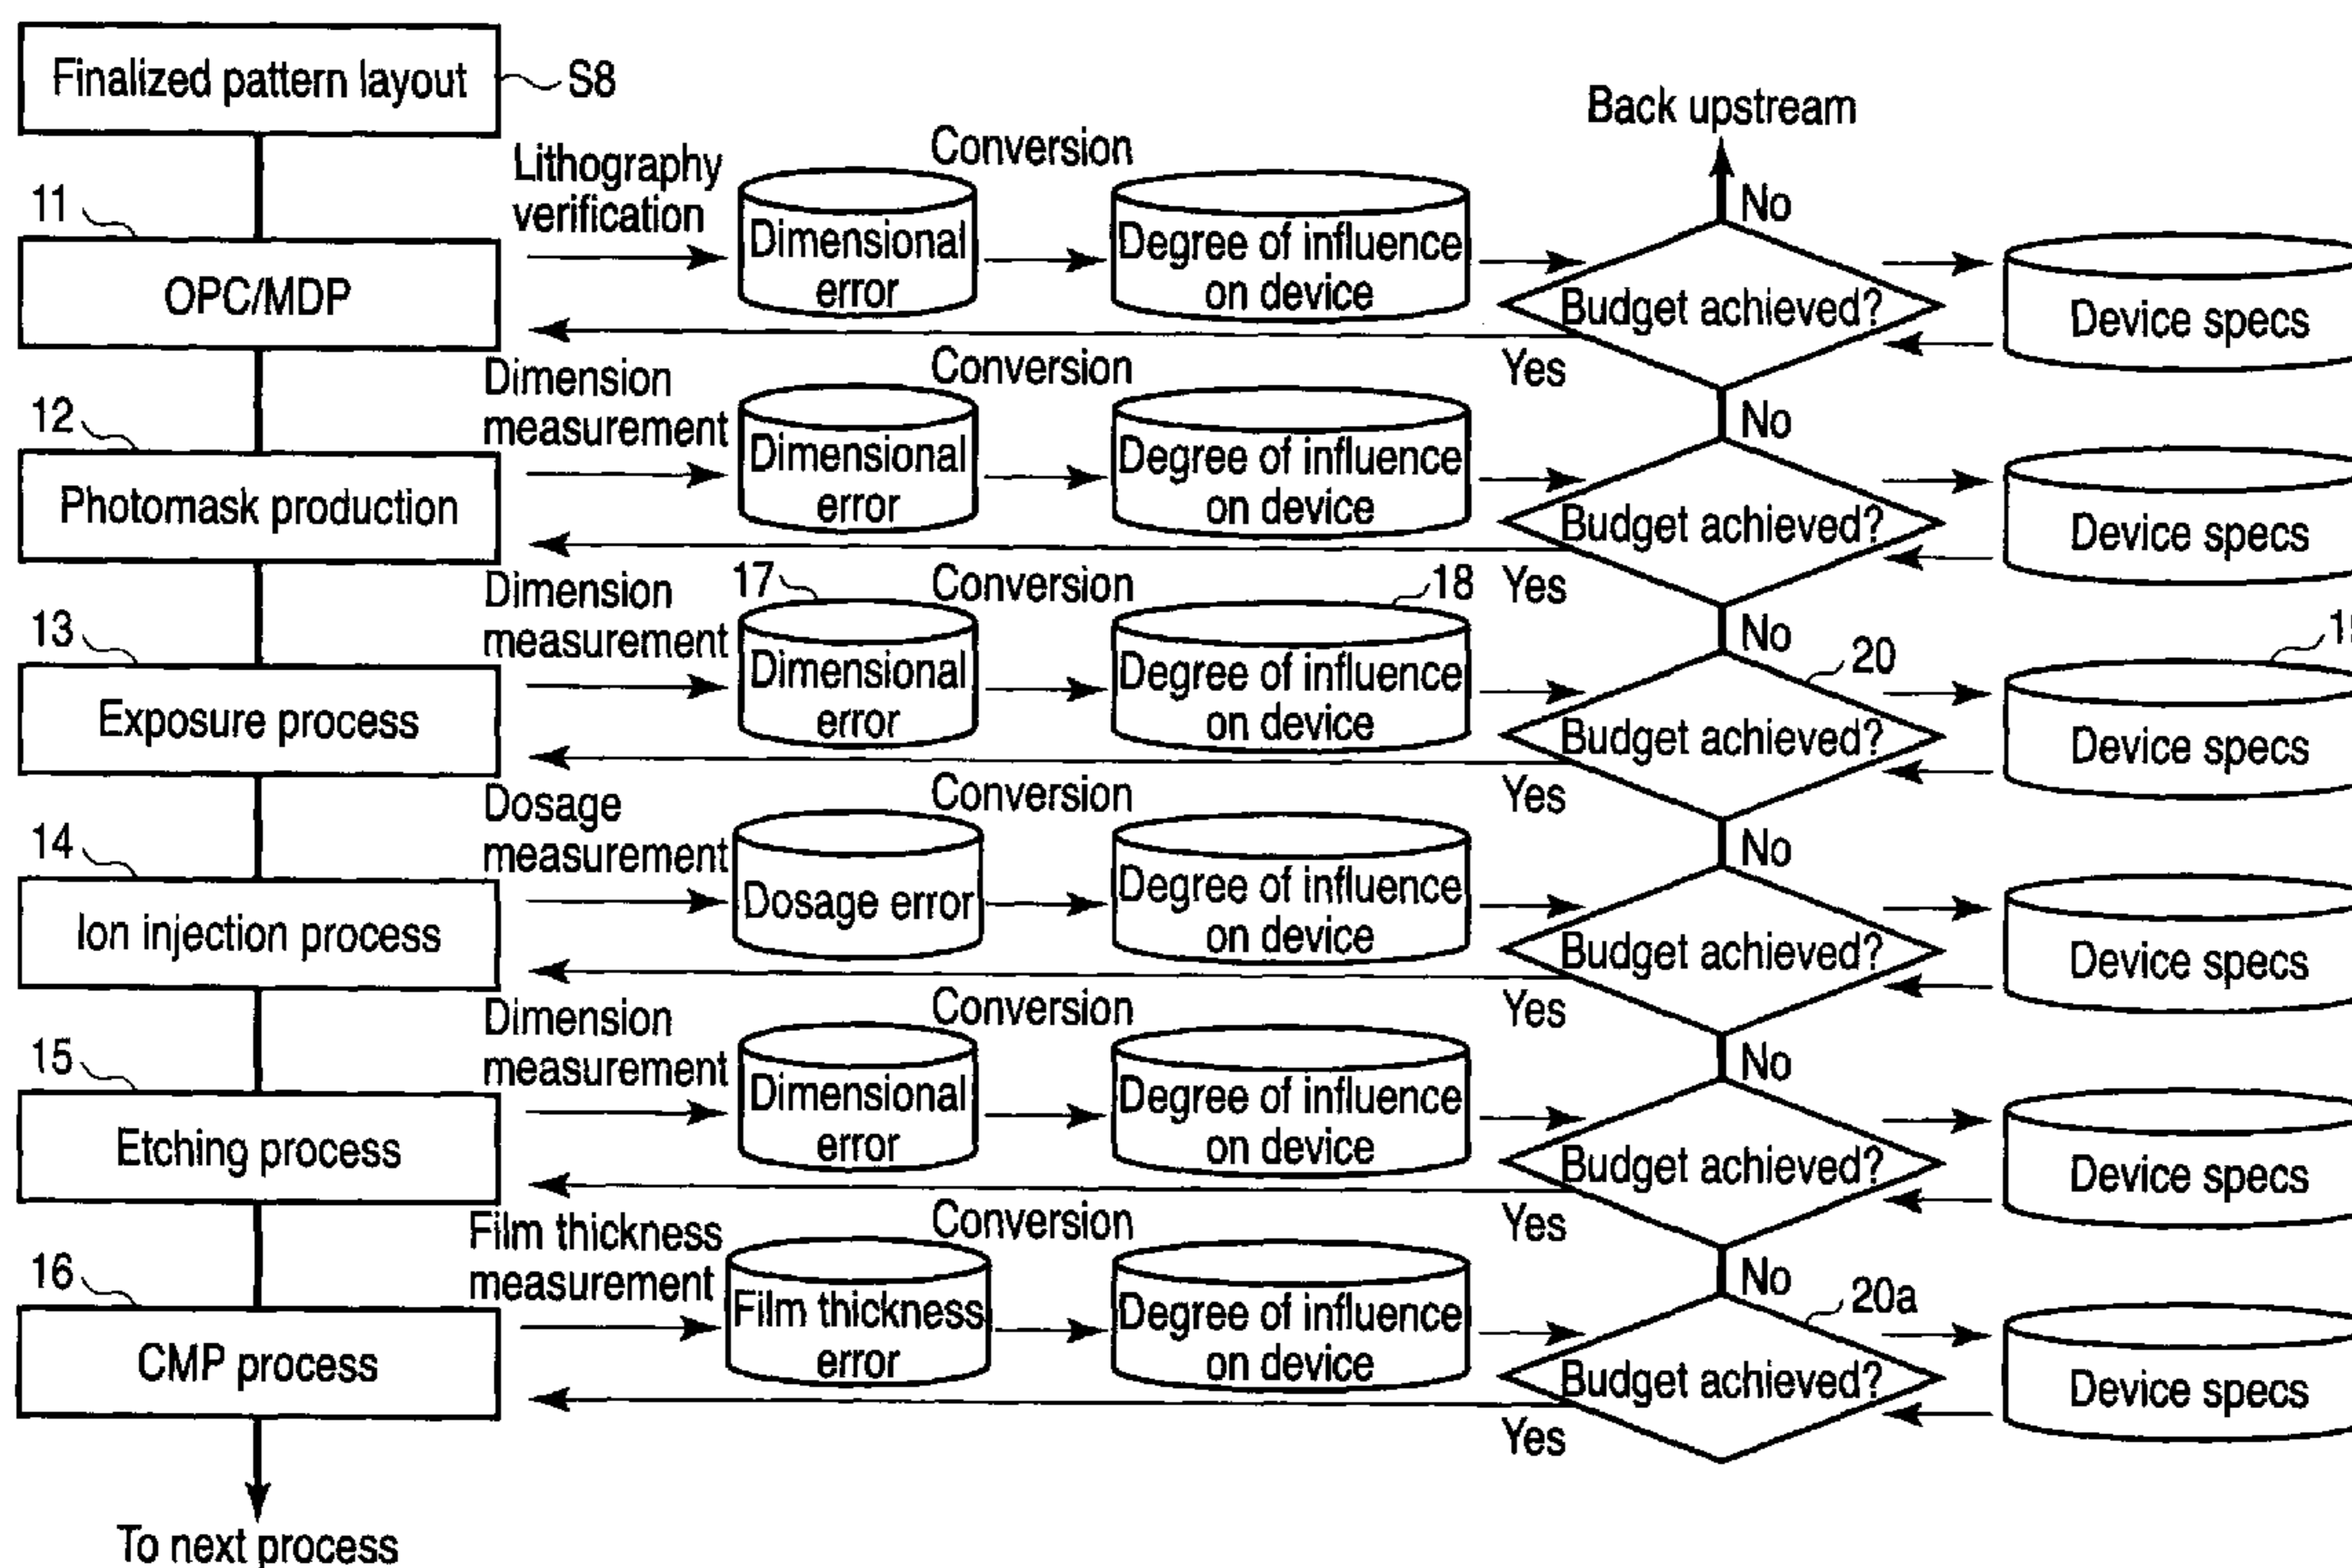 Finalized pattern layout
S8
Back upstream
No
11
OPC/MDP
Lithography
verification
Dimensional
error
Conversion
Degree of influence
on device
Budget achieved?
Yes
Device specs
No
12
Photomask production
Dimension
measurement
Dimensional
error
Conversion
Degree of influence
on device
Budget achieved?
Yes
Device specs
No
13
Exposure process
Dimension
measurement
17
Dimensional
error
Conversion
18
Degree of influence
on device
20
Budget achieved?
Yes
Device specs
No
14
Ion injection process
Dosage
measurement
Dosage error
Conversion
Degree of influence
on device
Budget achieved?
Yes
Device specs
No
15
Etching process
Dimension
measurement
Dimensional
error
Conversion
Degree of influence
on device
Budget achieved?
Yes
Device specs
No
16
CMP process
Film thickness
measurement
Film thickness
error
Conversion
Degree of influence
on device
20a
Budget achieved?
Yes
Device specs
To next process